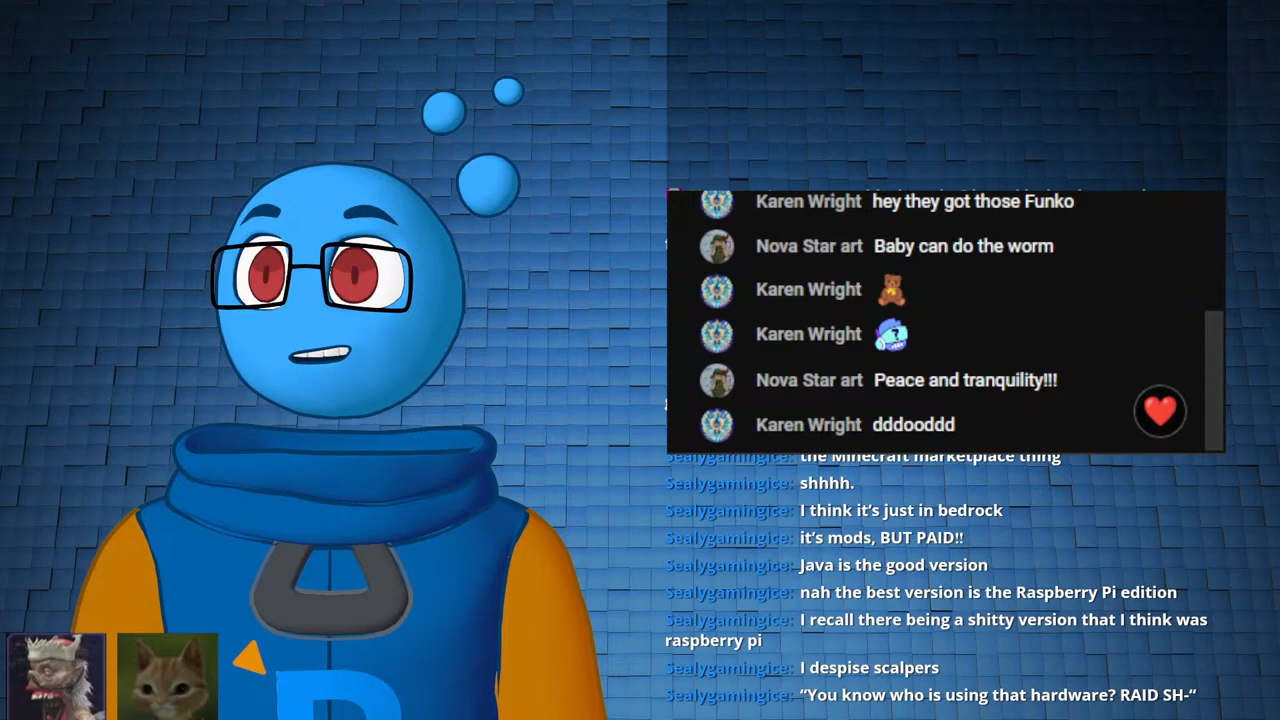 Karen Wright hey they got those Funko
Nova Star art Baby can do the worm
Karen Wright
Karen Wright
Nova Star art Peace and tranquility!!!
Karen Wright dddooddd
Sealygamingice: the Minecraft marketplace thing
Sealygamingice: shhhh.
Sealygamingice: I think it’s just in bedrock
Sealygamingice: it’s mods, BUT PAID!!
Sealygamingice: Java is the good version
Sealygamingice: nah the best version is the Raspberry Pi edition
Sealygamingice: I recall there being a shitty version that I think was
raspberry pi
Sealygamingice: I despise scalpers
Sealygamingice: “You know who is using that hardware? RAID SH-“